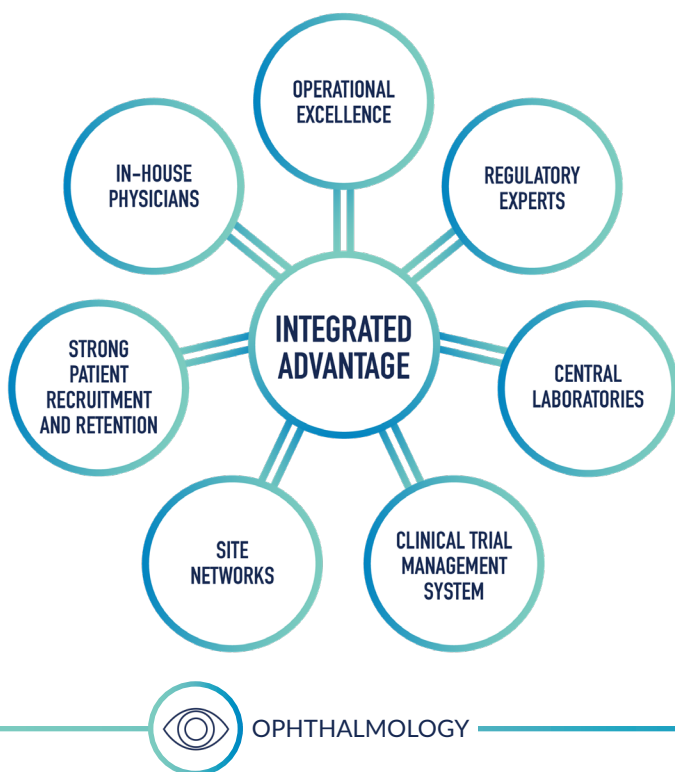 OPERATIONAL
EXCELLENCE
IN-HOUSE
PHYSICIANS
REGULATORY
EXPERTS
INTEGRATED
ADVANTAGE
STRONG
PATIENT
RECRUITMENT
AND RETENTION
CENTRAL
LABORATORIES
SITE
NETWORKS
CLINICAL TRIAL
MANAGEMENT
SYSTEM
OPHTHALMOLOGY